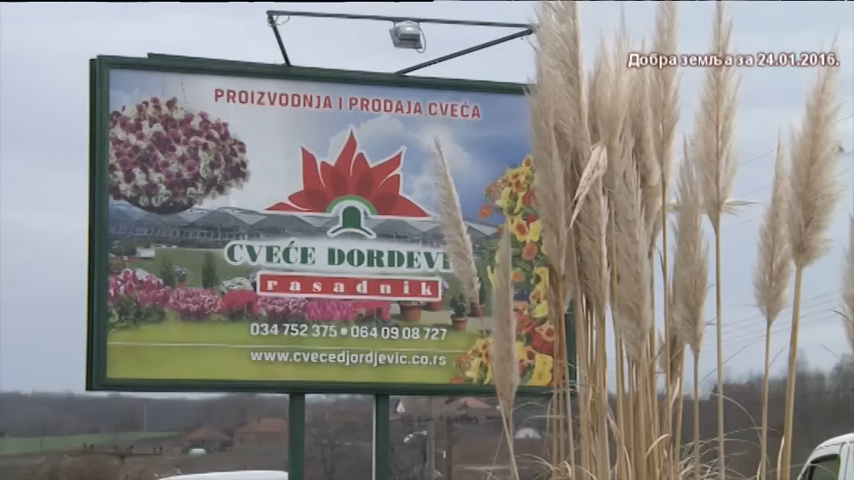 Добра земља за 24.01.2016.
PROIZVODNJA I PRODAJA CVEĆA
CVEĆE
rasadnik
034 752 375 • 064 09 08 727
www.cvecedjordjevic.co.rs